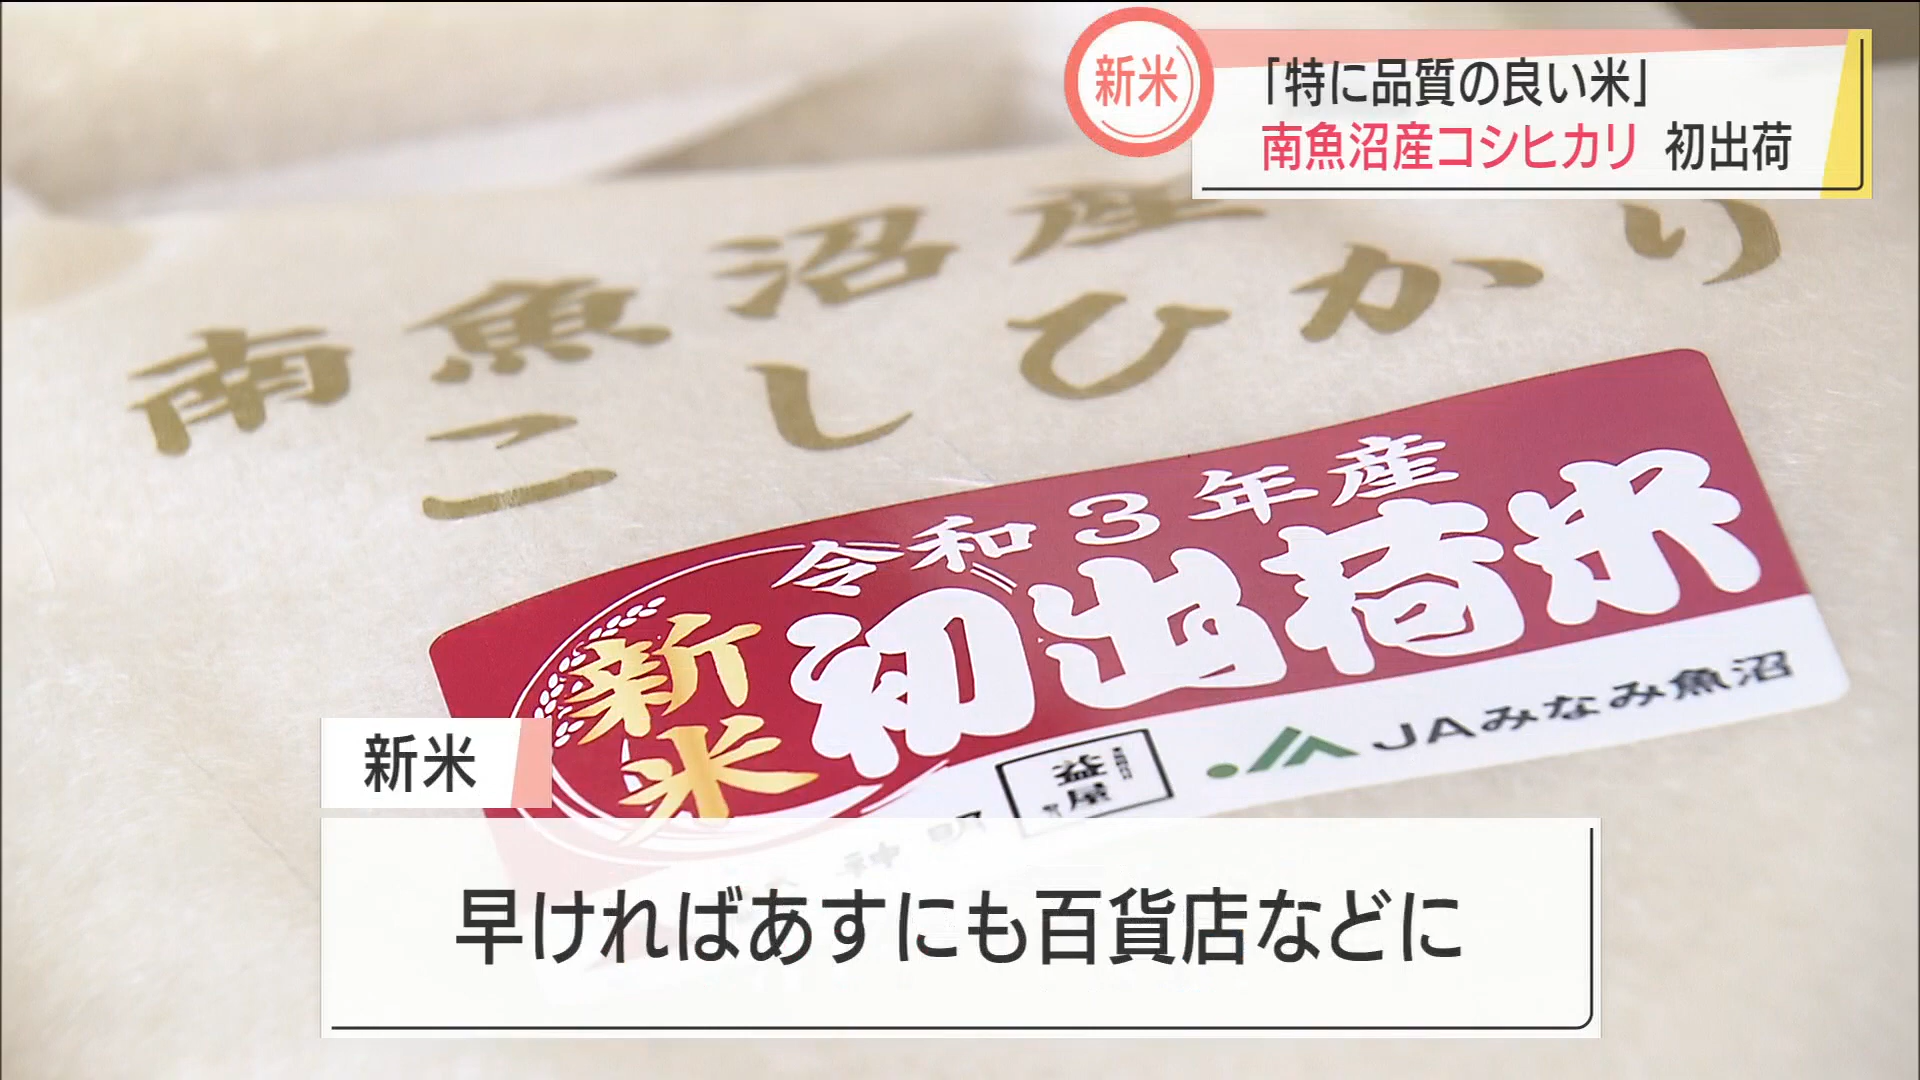 新米
「特に品質の良い米」
南魚沼産コシヒカリ 初出荷
南魚沼産
こしひかり
令和3年産
新米
初出荷米
JAみなみ魚沼
益屋
神明
新米
早ければあすにも百貨店などに